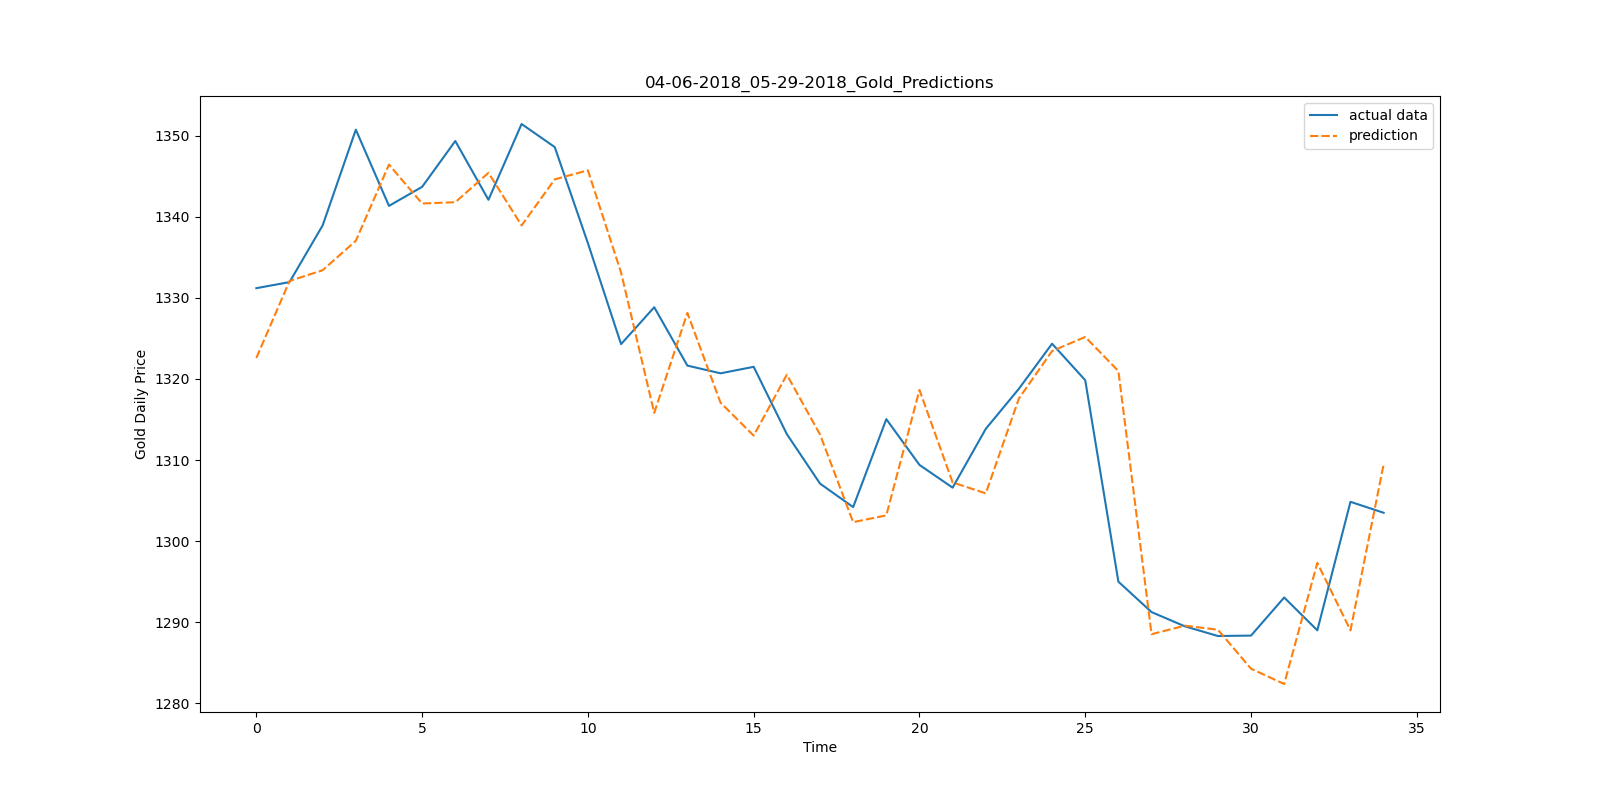 04-06-2018_05-29-2018_Gold_Predictions
actual data
prediction
Gold Daily Price
1350
1340
1330
1320
1310
1300
1290
1280
0 5 10 15 20 25 30 35
Time